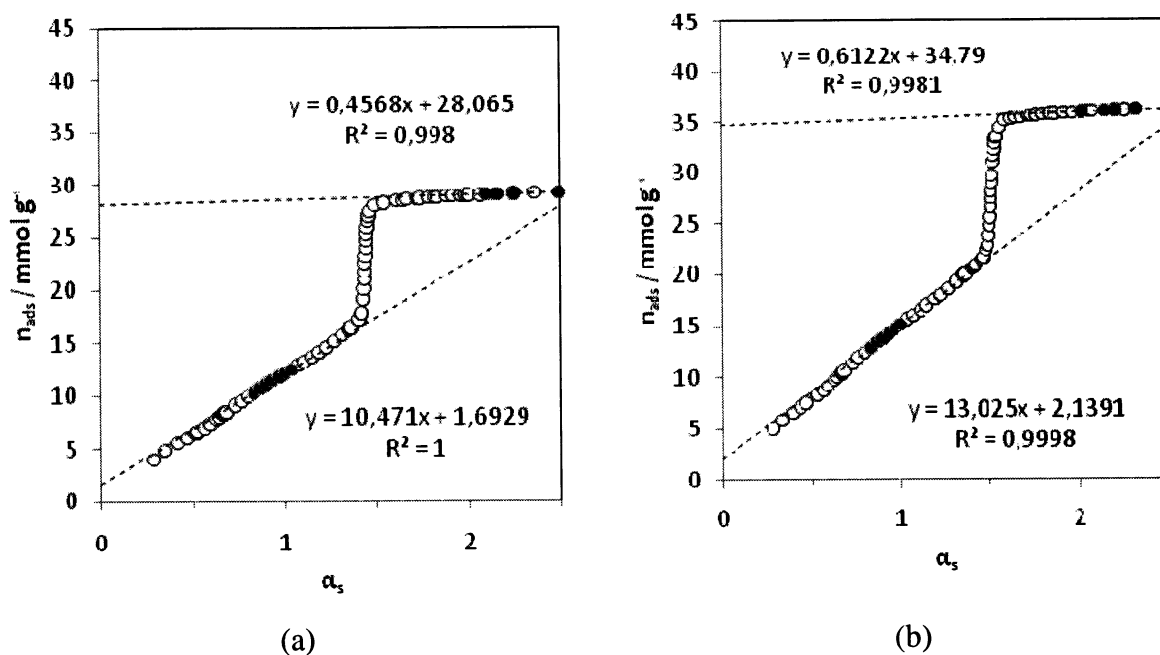 45
40
35
30
25
20
15
10
5
0
n_ads / mmol g⁻¹
y = 0,4568x + 28,065
R² = 0,998
y = 10,471x + 1,6929
R² = 1
0 1 2
α_s
(a)
45
40
35
30
25
20
15
10
5
0
n_ads / mmol g⁻¹
y = 0,6122x + 34.79
R² = 0,9981
y = 13,025x + 2,1391
R² = 0,9998
0 1 2
α_s
(b)